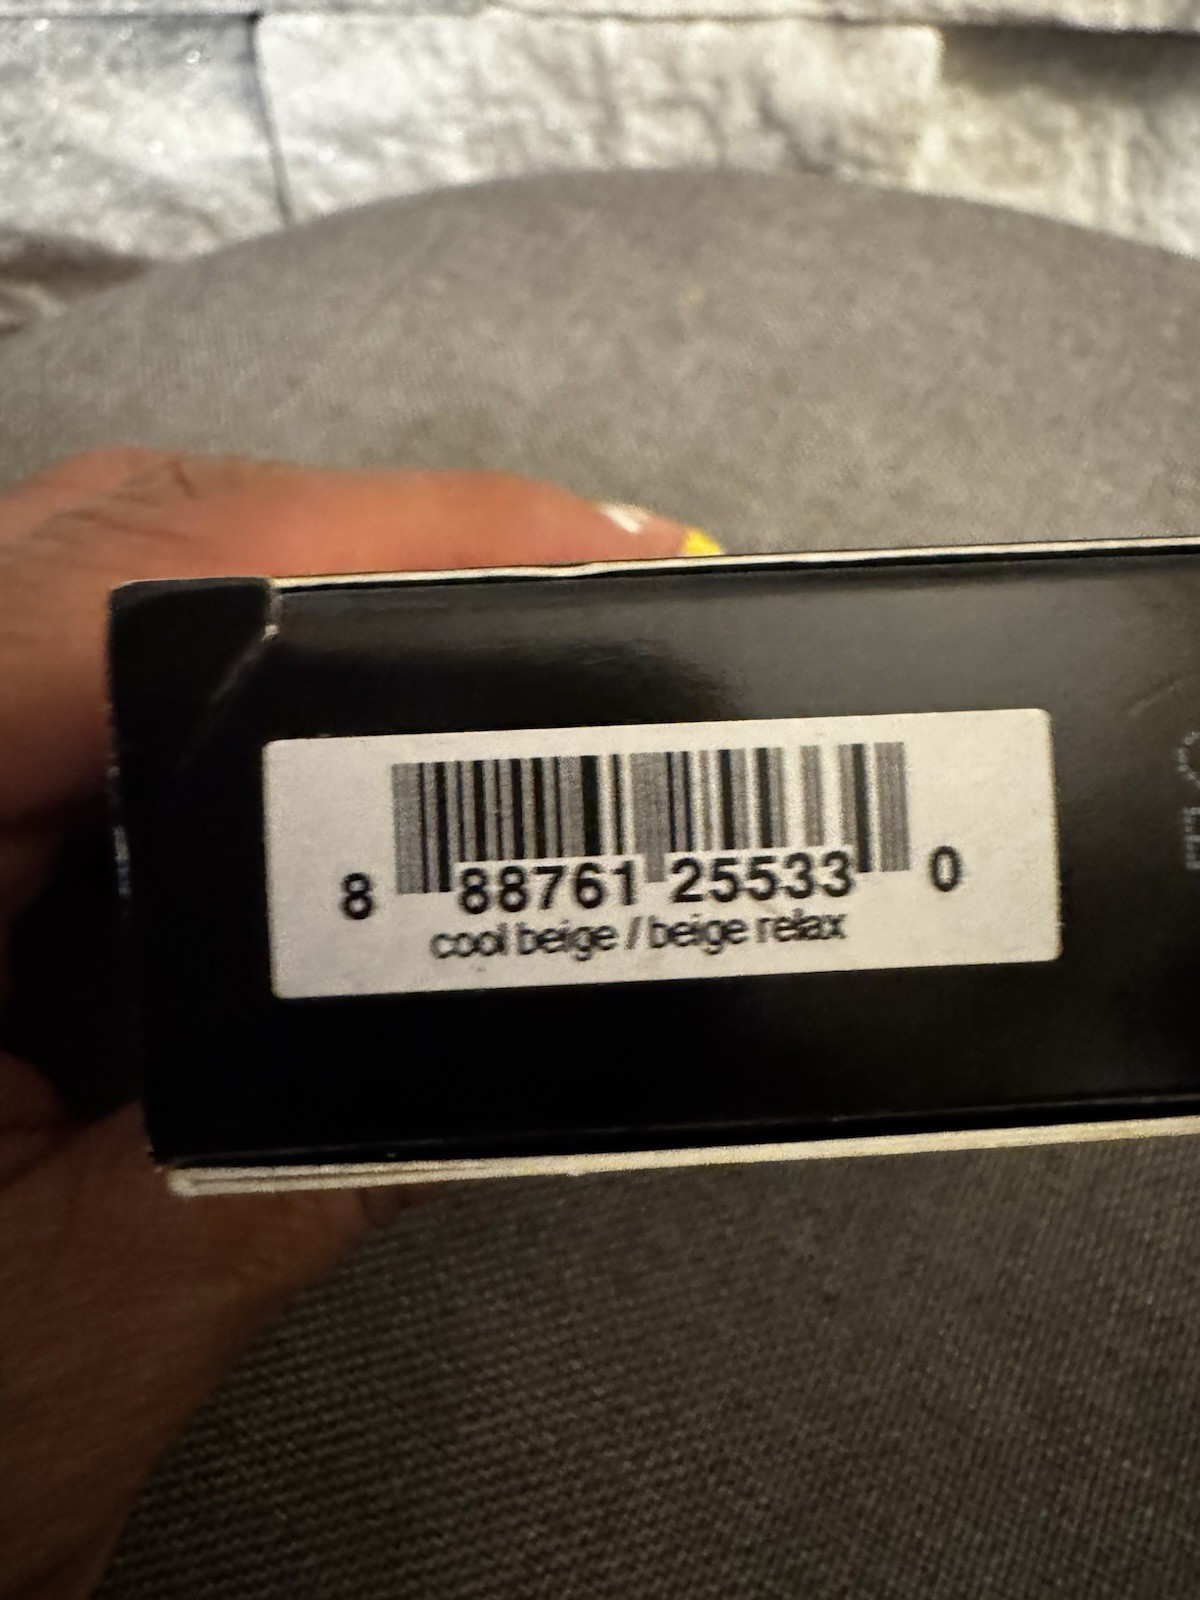 8 88761 25533 0
cool beige / beige relax